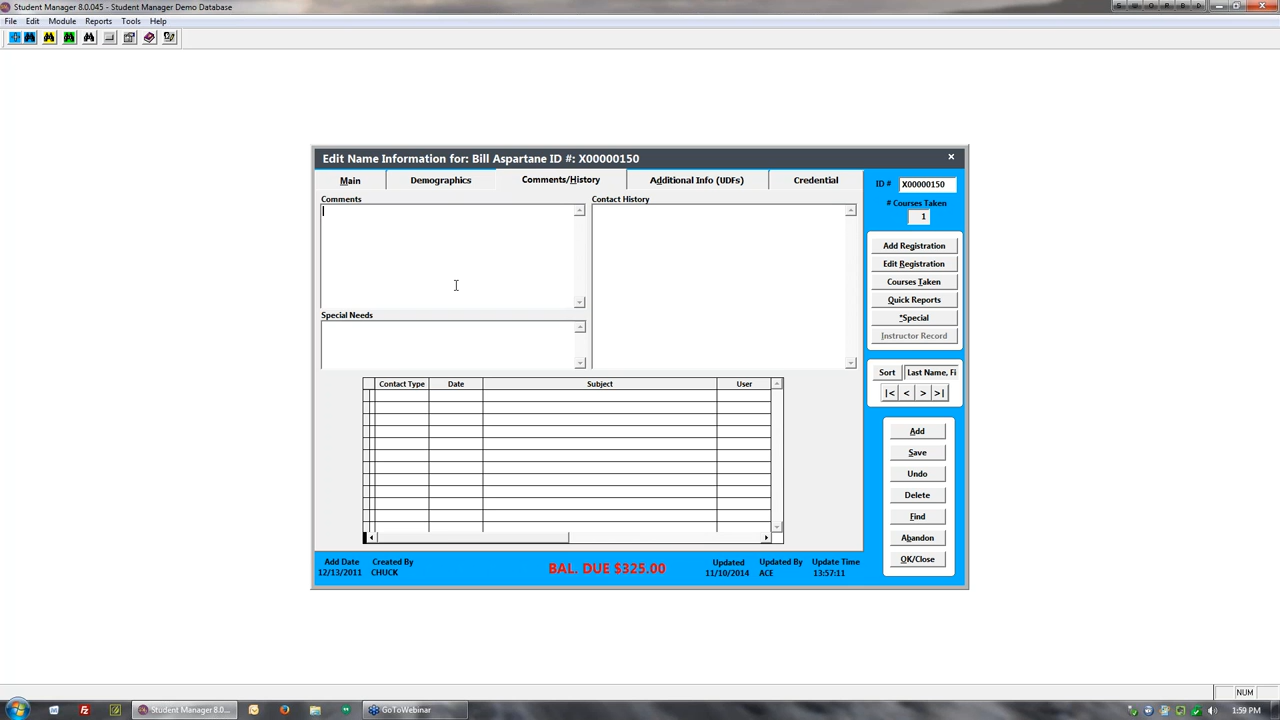 Student Manager 8.0.045 - Student Manager Demo Database
File Edit Module Reports Tools Help
Edit Name Information for: Bill Aspartane ID #: X00000150
Main Demographics Comments/History Additional Info (UDFs) Credential
ID # X00000150
# Courses Taken
1
Comments
Contact History
Special Needs
Add Registration
Edit Registration
Courses Taken
Quick Reports
*Special
Instructor Record
Sort Last Name, Fi
|< < > >|
Contact Type Date Subject User
Add
Save
Undo
Delete
Find
Abandon
OK/Close
Add Date Created By BAL. DUE $325.00 Updated Updated By Update Time
12/13/2011 CHUCK 11/10/2014 ACE 13:57:11
NUM
Student Manager 8.0... GoToWebinar 1:59 PM